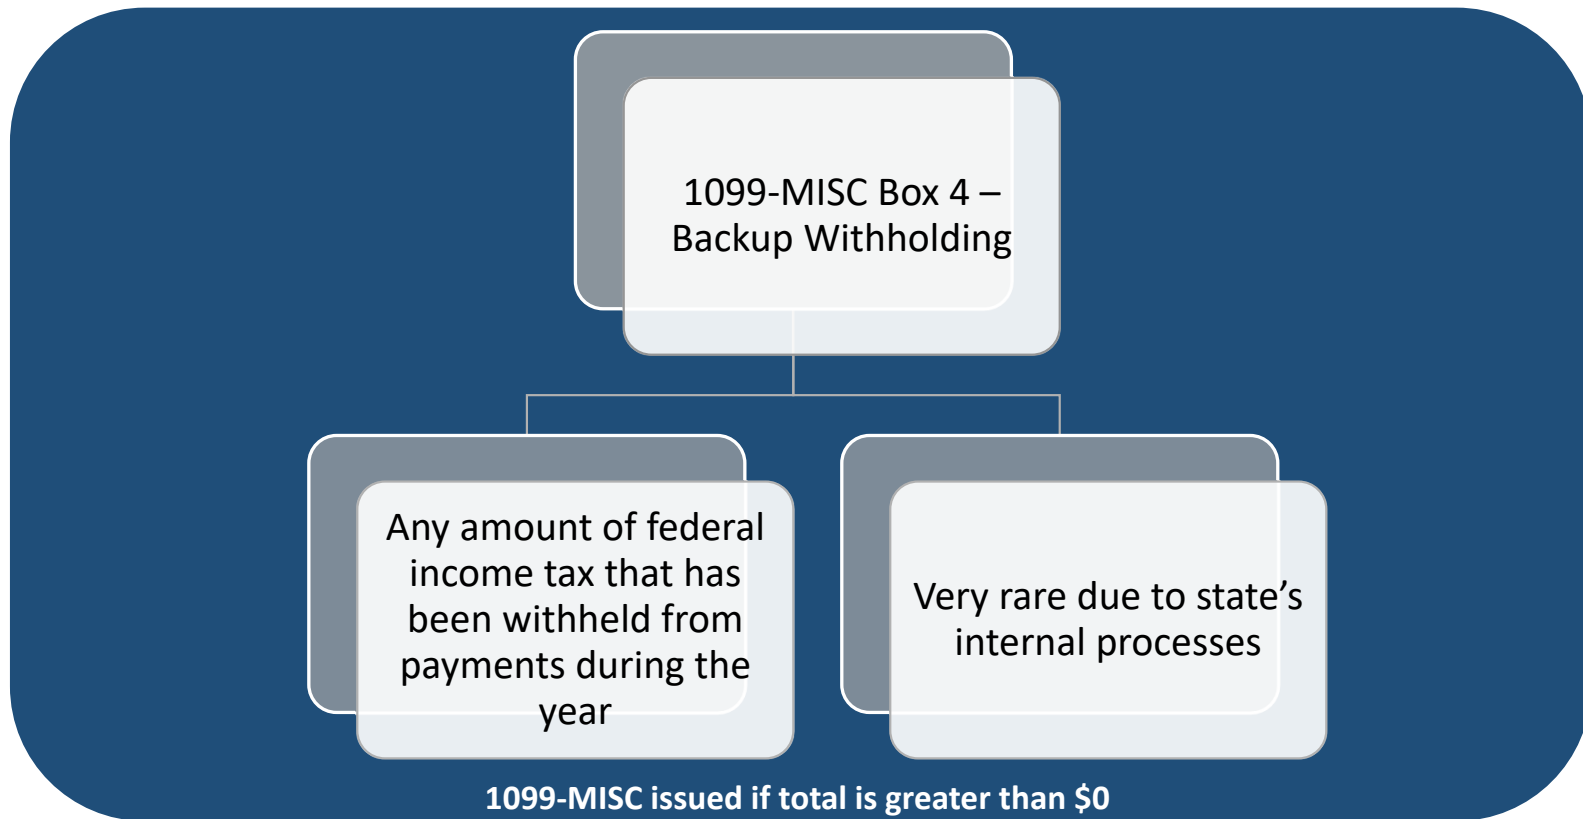 1099-MISC Box 4 –
Backup Withholding
Any amount of federal
income tax that has
been withheld from
payments during the
year
Very rare due to state’s
internal processes
1099-MISC issued if total is greater than $0